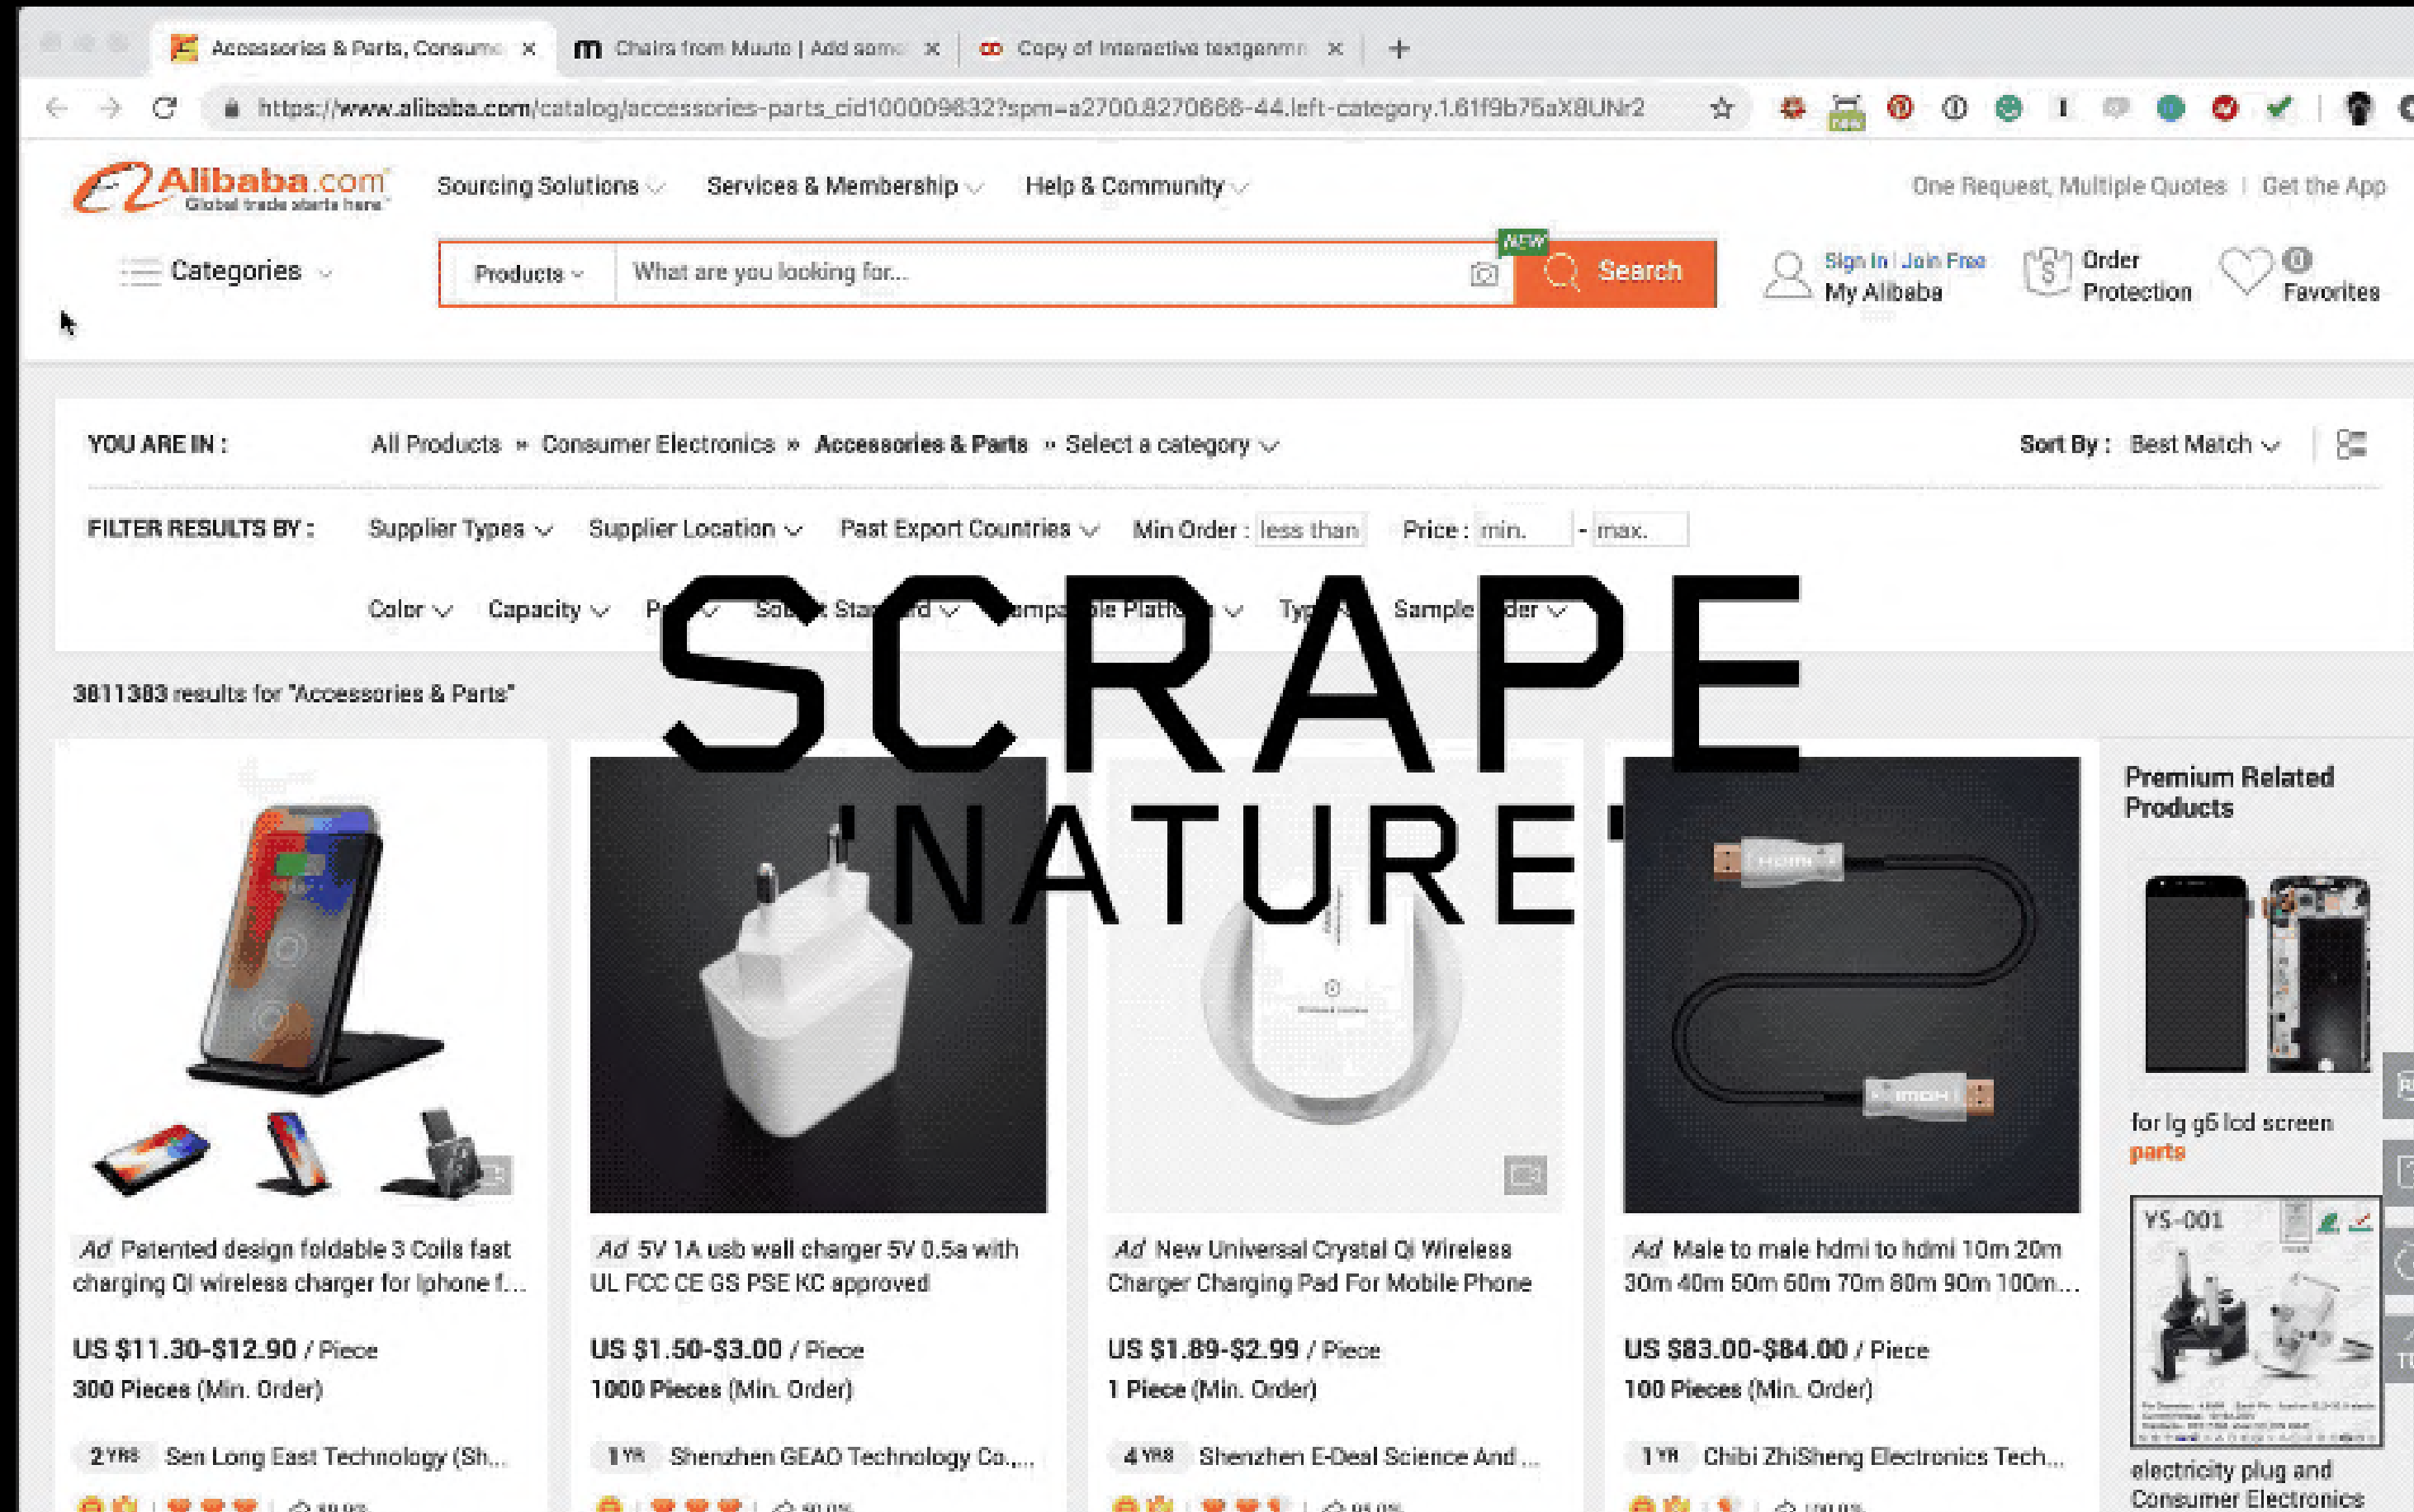 Accessories & Parts, Consume
Chairs from Muuto | Add some
Copy of Interactive textgenrnn
https://www.alibaba.com/catalog/accessories-parts_cid100009632?spm=a2700.8270666-44.left-category.1.61f9b76aX8UNr2
new
Alibaba.com
Global trade starts here
Sourcing Solutions
Services & Membership
Help & Community
One Request, Multiple Quotes | Get the App
Categories
Products
What are you looking for...
NEW
Search
Sign In | Join Free
My Alibaba
Order
Protection
0
Favorites
YOU ARE IN :
All Products » Consumer Electronics » Accessories & Parts » Select a category
Sort By : Best Match
FILTER RESULTS BY :
Supplier Types
Supplier Location
Past Export Countries
Min Order : less than
Price : min. - max.
Color
Capacity
Type
Sample
SCRAPE
'NATURE'
3811383 results for "Accessories & Parts"
Premium Related
Products
HDMI
HDMI
for lg g6 lcd screen
parts
YS-001
Ad Patented design foldable 3 Coils fast
charging QI wireless charger for Iphone f...
US $11.30-$12.90 / Piece
300 Pieces (Min. Order)
2 YRS Sen Long East Technology (Sh...
Ad 5V 1A usb wall charger 5V 0.5a with
UL FCC CE GS PSE KC approved
US $1.50-$3.00 / Piece
1000 Pieces (Min. Order)
1 YR Shenzhen GEAO Technology Co.,...
Ad New Universal Crystal Qi Wireless
Charger Charging Pad For Mobile Phone
US $1.89-$2.99 / Piece
1 Piece (Min. Order)
4 YRS Shenzhen E-Deal Science And ...
Ad Male to male hdmi to hdmi 10m 20m
30m 40m 50m 60m 70m 80m 90m 100m...
US $83.00-$84.00 / Piece
100 Pieces (Min. Order)
1 YR Chibi ZhiSheng Electronics Tech...
electricity plug and
Consumer Electronics